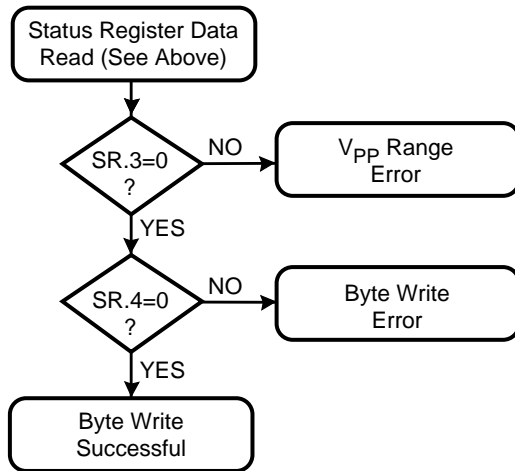 Status Register Data
Read (See Above)
SR.3=0
?
NO
VPP Range
Error
YES
SR.4=0
?
NO
Byte Write
Error
YES
Byte Write
Successful